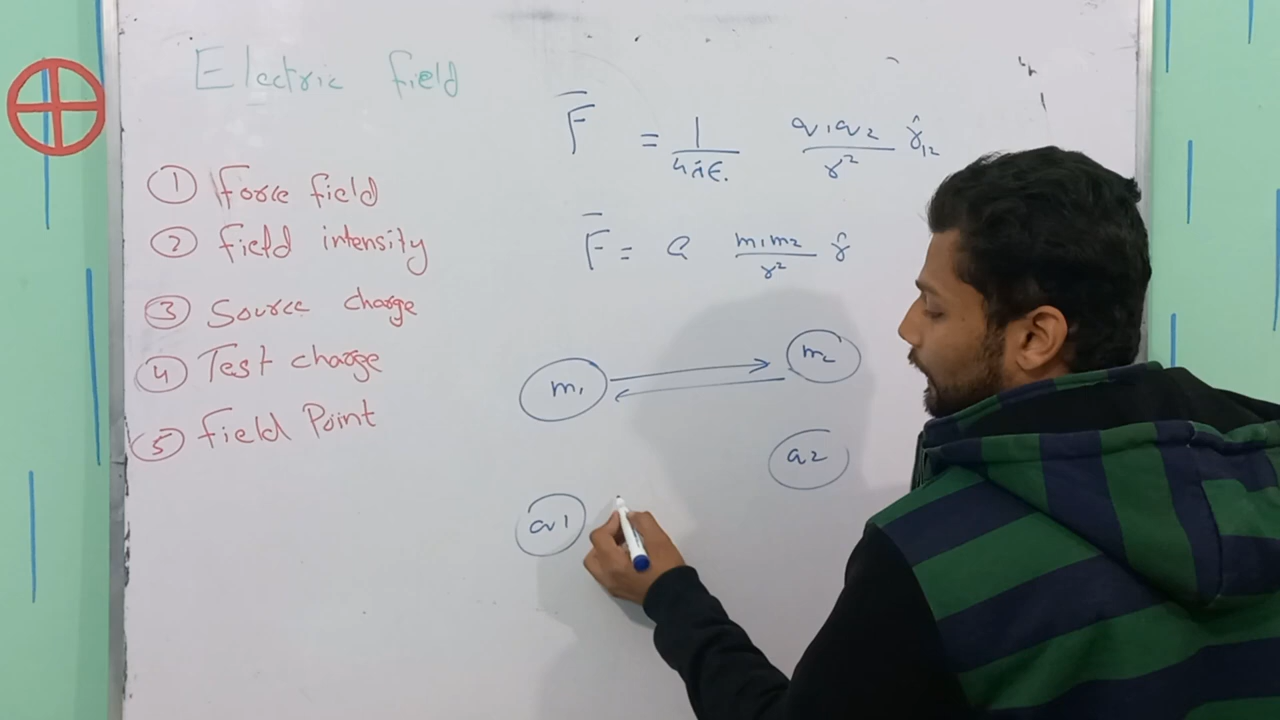 Electric field
① Force field
② field intensity
③ Source charge
④ Test charge
⑤ field Point
F̅ = 1/4πε₀ q₁q₂/r² r̂₁₂
F̅ = G m₁m₂/r² r̂
m₁ m₂
q₁ q₂